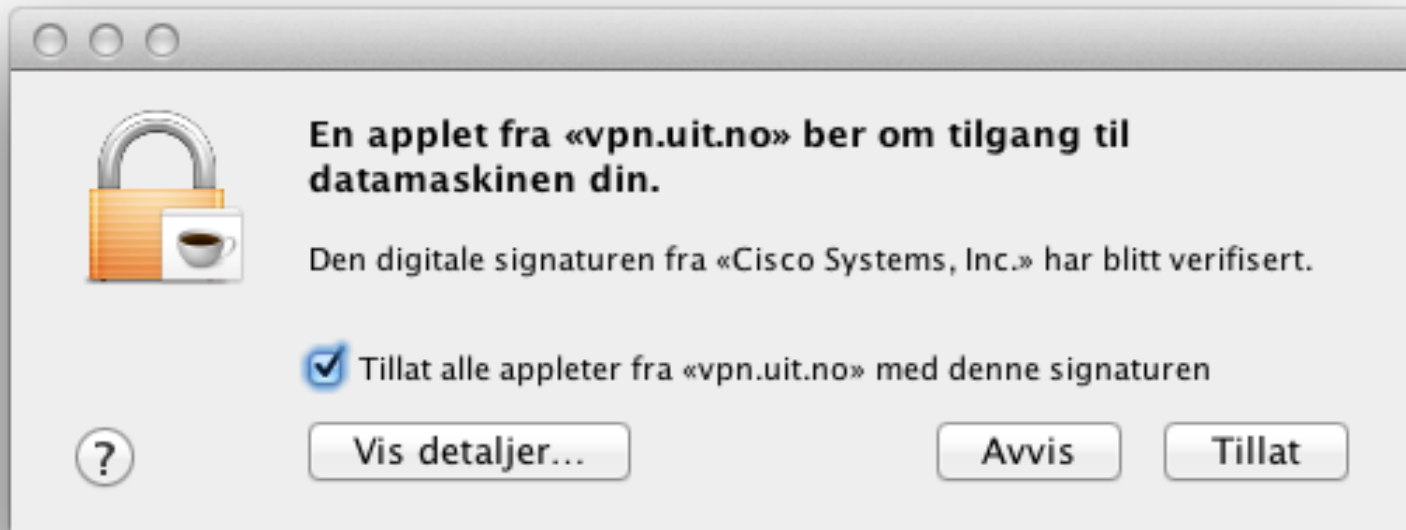 En applet fra «vpn.uit.no» ber om tilgang til
datamaskinen din.
Den digitale signaturen fra «Cisco Systems, Inc.» har blitt verifisert.
Tillat alle appleter fra «vpn.uit.no» med denne signaturen
?
Vis detaljer...
Avvis
Tillat